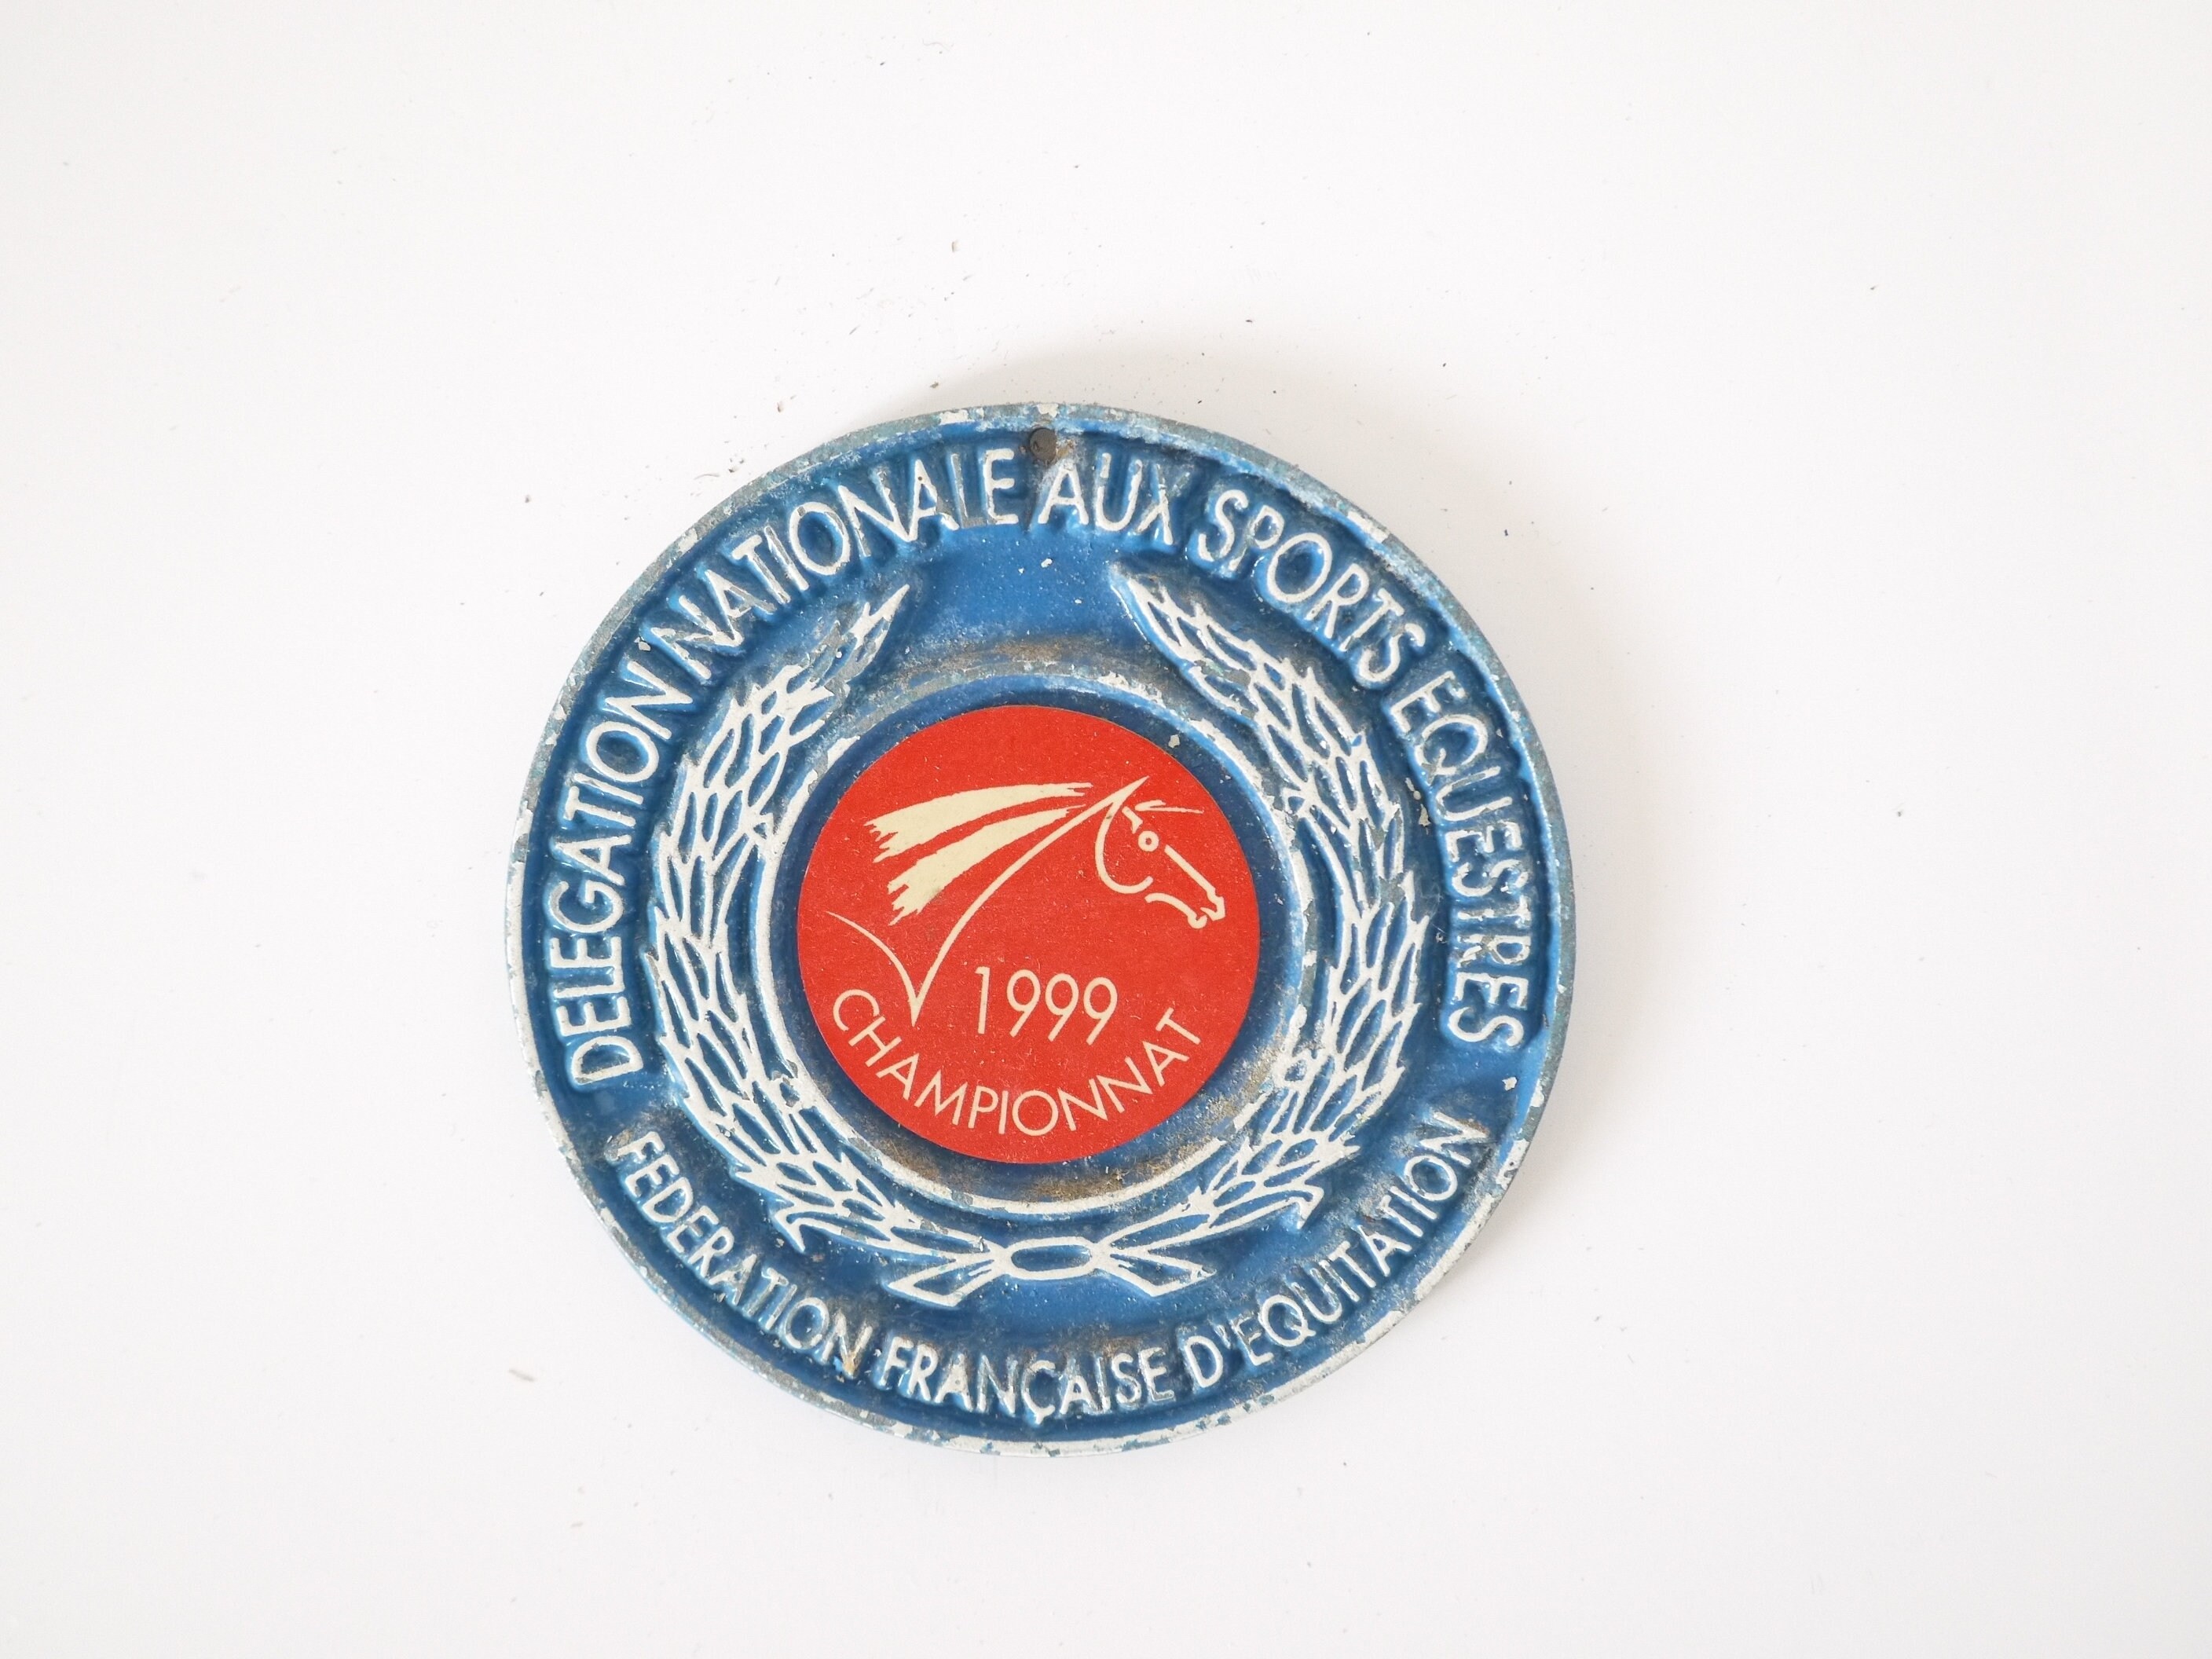 DELEGATION NATIONALE AUX SPORTS EQUESTRES
1999
CHAMPIONNAT
FEDERATION FRANÇAISE D'EQUITATION